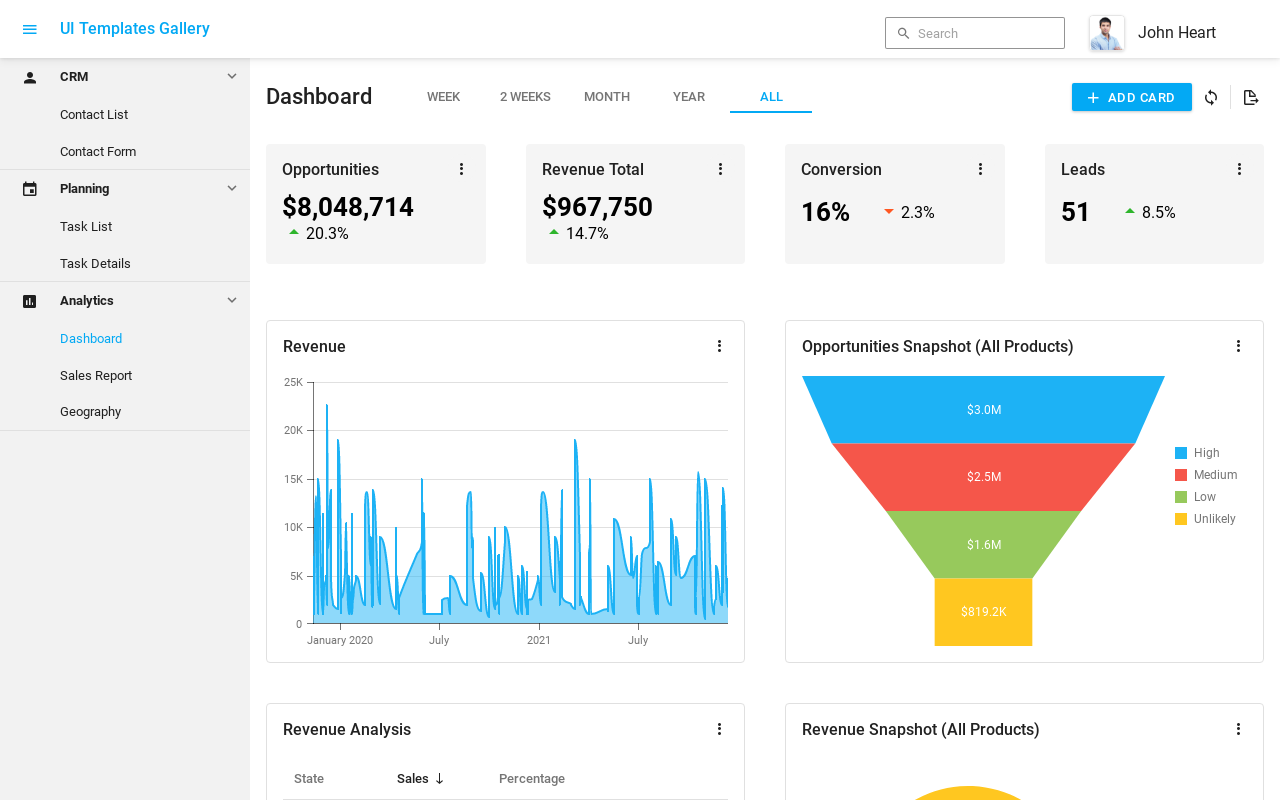 UI Templates Gallery
Search
John Heart
CRM
Contact List
Contact Form
Planning
Task List
Task Details
Analytics
Dashboard
Sales Report
Geography
Dashboard
WEEK
2 WEEKS
MONTH
YEAR
ALL
ADD CARD
Opportunities
$8,048,714
20.3%
Revenue Total
$967,750
14.7%
Conversion
16%
2.3%
Leads
51
8.5%
Revenue
25K
20K
15K
10K
5K
0
January 2020
July
2021
July
Opportunities Snapshot (All Products)
$3.0M
$2.5M
$1.6M
$819.2K
High
Medium
Low
Unlikely
Revenue Analysis
State
Sales
Percentage
Revenue Snapshot (All Products)